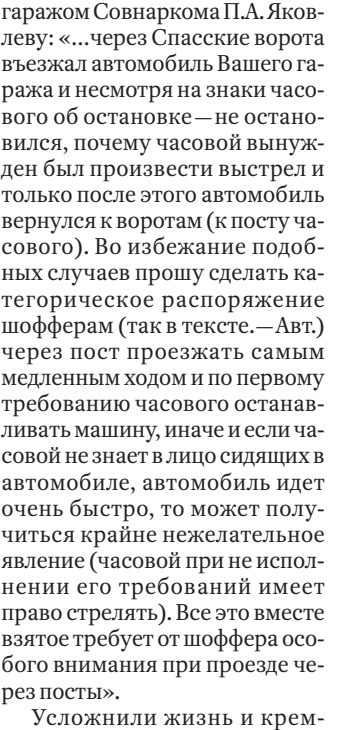 гаражом Совнаркома П.А. Яков-
леву: «…через Спасские ворота
въезжал автомобиль Вашего га-
ража и несмотря на знаки часо-
вого об остановке—не остано-
вился, почему часовой вынуж-
ден был произвести выстрел и
только после этого автомобиль
вернулся к воротам (к посту ча-
сового). Во избежание подоб-
ных случаев прошу сделать ка-
тегорическое распоряжение
шофферам (так в тексте.—Авт.)
через пост проезжать самым
медленным ходом и по первому
требованию часового останав-
ливать машину, иначе и если ча-
совой не знает в лицо сидящих в
автомобиле, автомобиль идет
очень быстро, то может полу-
читься крайне нежелательное
явление (часовой при не испол-
нении его требований имеет
право стрелять). Все это вместе
взятое требует от шоффера осо-
бого внимания при проезде че-
рез посты».
Усложнили жизнь и крем-